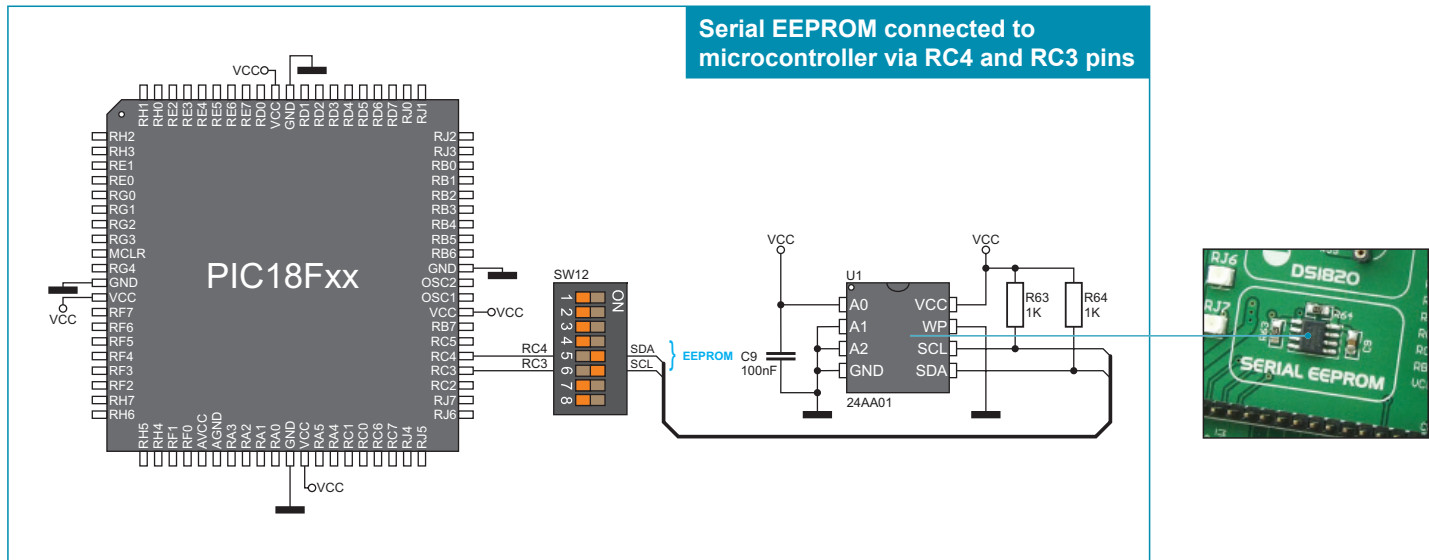 Serial EEPROM connected to
microcontroller via RC4 and RC3 pins
VCC
RH1
RH0
RE2
RE3
RE4
RE5
RE6
RE7
RD0
VCC
GND
RD1
RD2
RD3
RD4
RD5
RD6
RD7
RJ0
RJ1
RH2
RH3
RE1
RE0
RG0
RG1
RG2
RG3
MCLR
RG4
GND
VCC
RF7
RF6
RF5
RF4
RF3
RF2
RH7
RH6
VCC
PIC18Fxx
RJ2
RJ3
RB0
RB1
RB2
RB3
RB4
RB5
RB6
GND
OSC2
OSC1
VCC
RB7
RC5
RC4
RC3
RC2
RJ7
RJ6
VCC
RH5
RH4
RF1
RF0
AVCC
AGND
RA3
RA2
RA1
RA0
GND
VCC
RA5
RA4
RC1
RC0
RC6
RC7
RJ4
RJ5
VCC
RC4
RC3
SW12
ON
1
2
3
4
5
6
7
8
SDA
SCL
EEPROM
VCC
C9
100nF
U1
A0
A1
A2
GND
VCC
WP
SCL
SDA
24AA01
VCC
R63
1K
R64
1K
RJ6
RJ7
DS1820
R64
R63
C9
SERIAL EEPROM